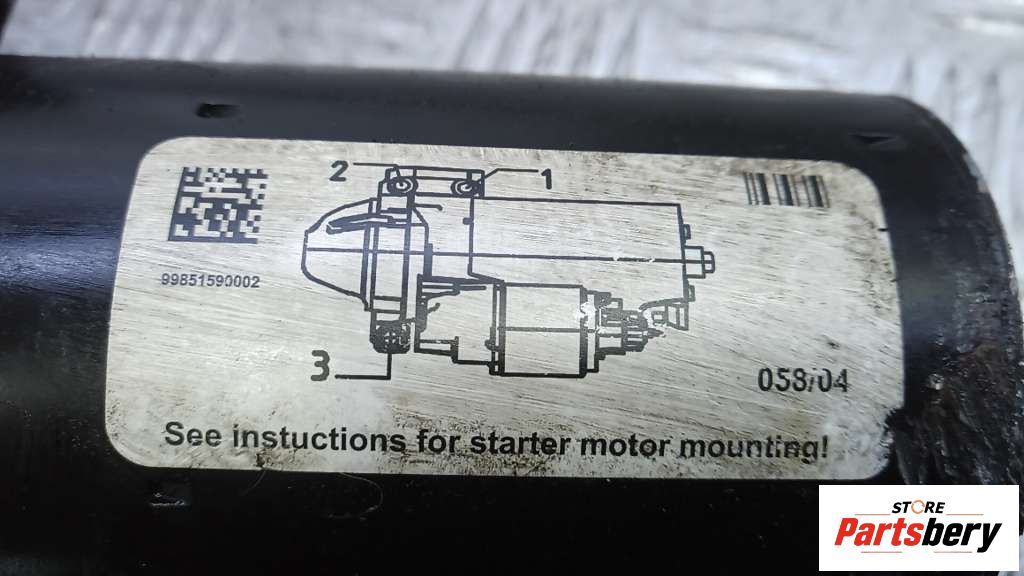 2
1
99851590002
3
058/04
See instuctions for starter motor mounting!
STORE
Partsbery